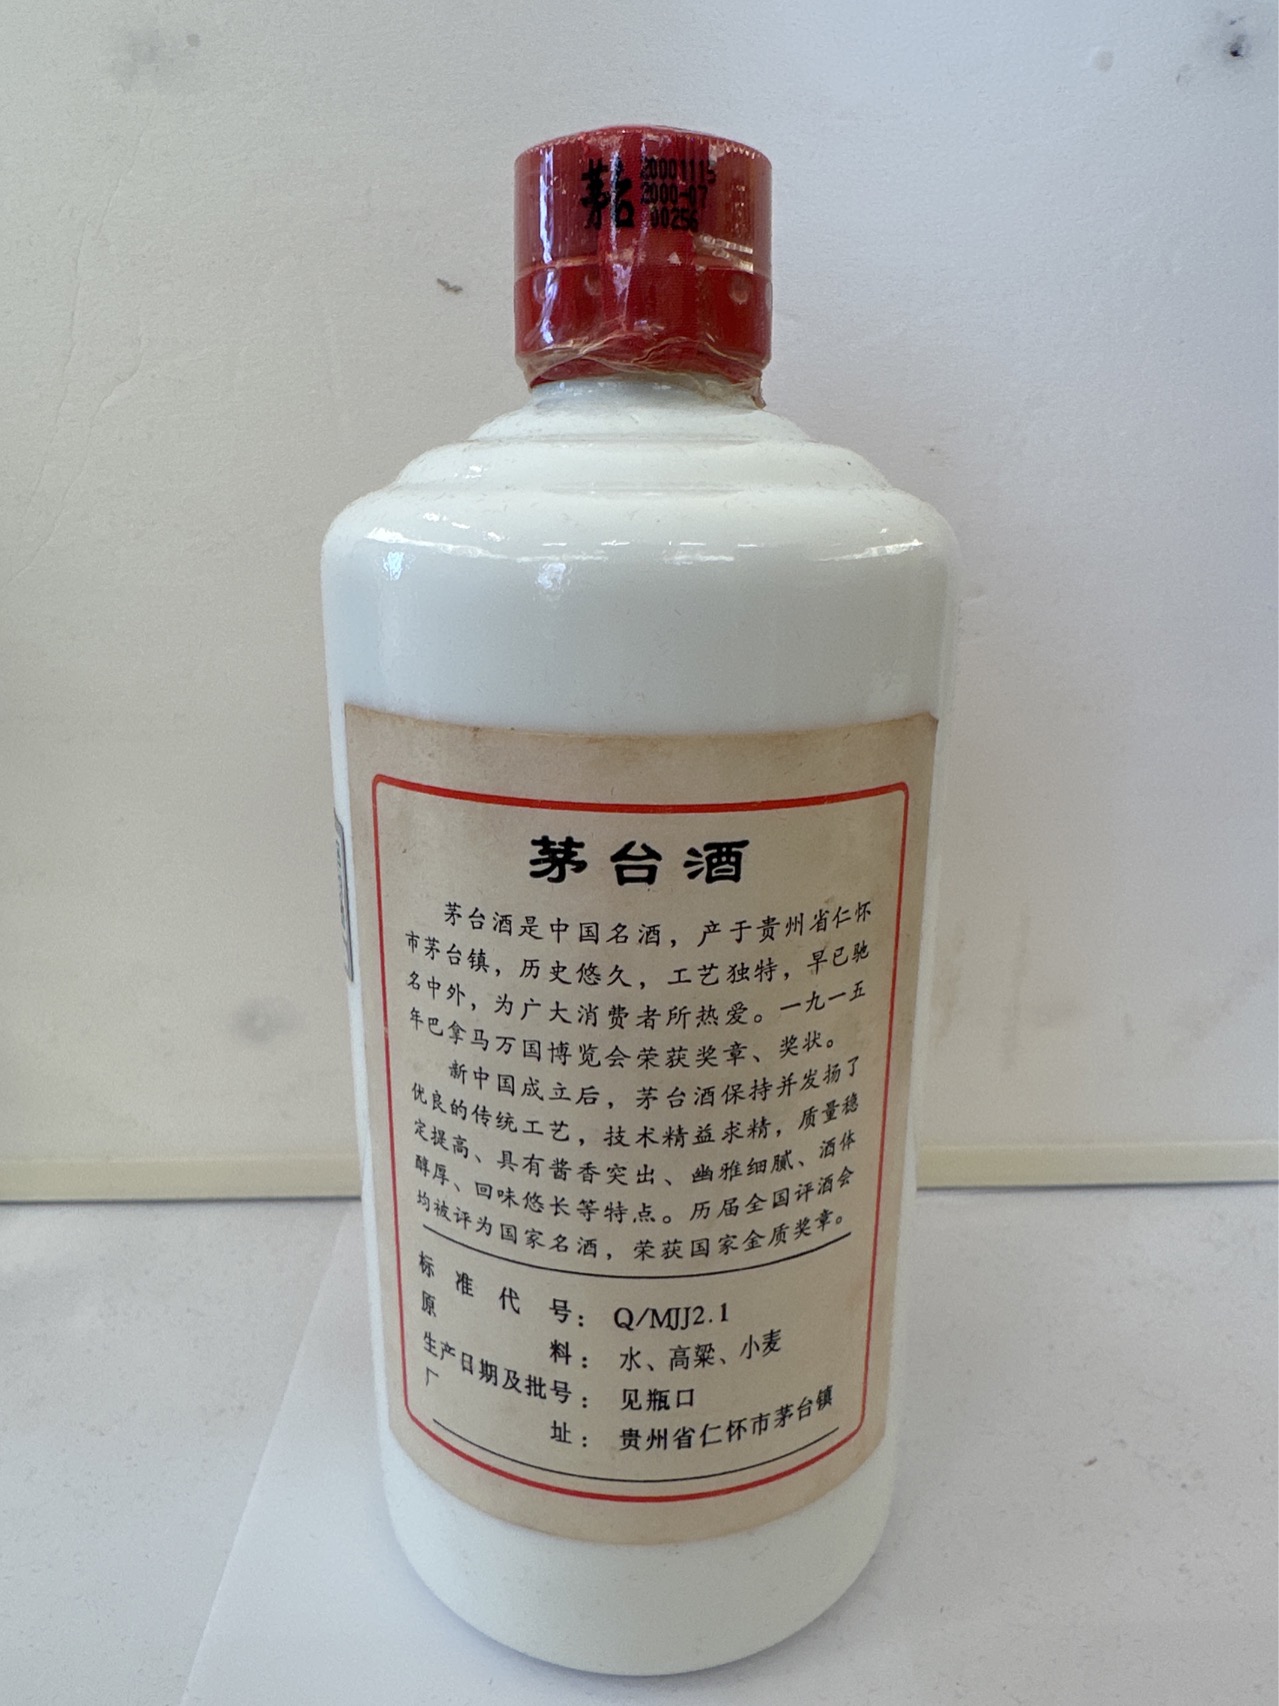 茅台
20001115
2000-07
00256
茅台酒
茅台酒是中国名酒，产于贵州省仁怀
市茅台镇，历史悠久，工艺独特，早已驰
名中外，为广大消费者所热爱。一九一五
年巴拿马万国博览会荣获奖章、奖状。
新中国成立后，茅台酒保持并发扬了
优良的传统工艺，技术精益求精，质量稳
定提高、具有酱香突出、幽雅细腻、酒体
醇厚、回味悠长等特点。历届全国评酒会
均被评为国家名酒，荣获国家金质奖章。
标准代号：Q/MJJ2.1
原料：水、高粱、小麦
生产日期及批号：见瓶口
厂址：贵州省仁怀市茅台镇